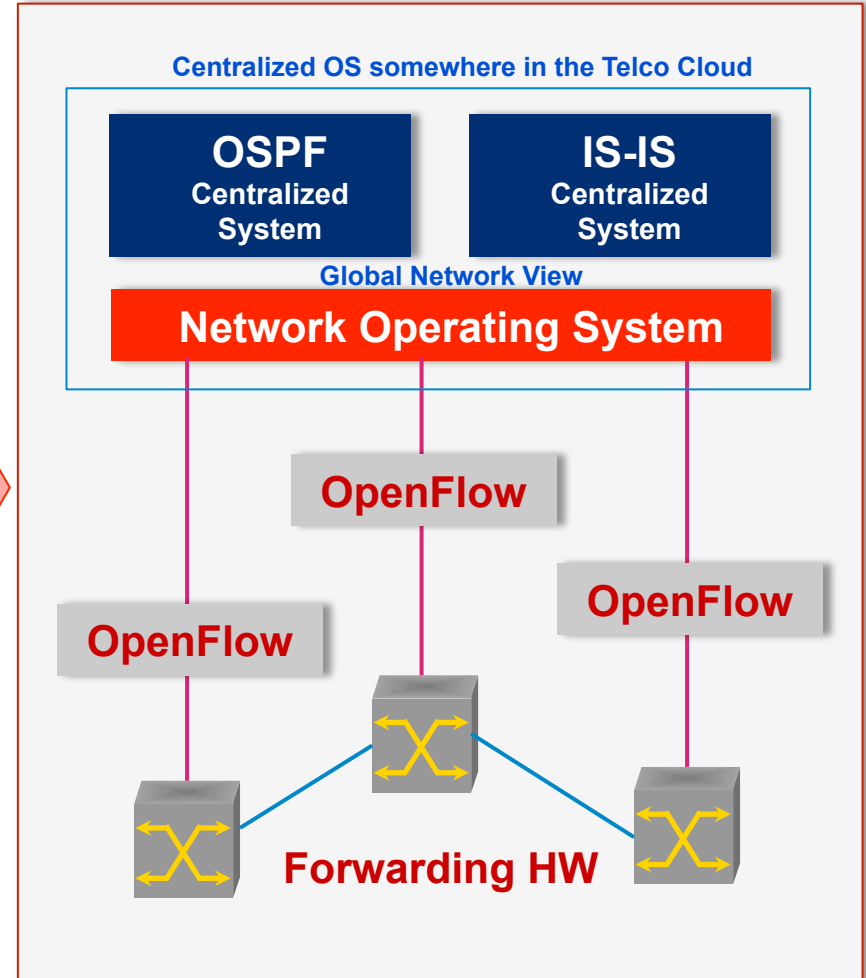 Centralized OS somewhere in the Telco Cloud
OSPF
Centralized
System
IS-IS
Centralized
System
Global Network View
Network Operating System
OpenFlow
OpenFlow
OpenFlow
Forwarding HW